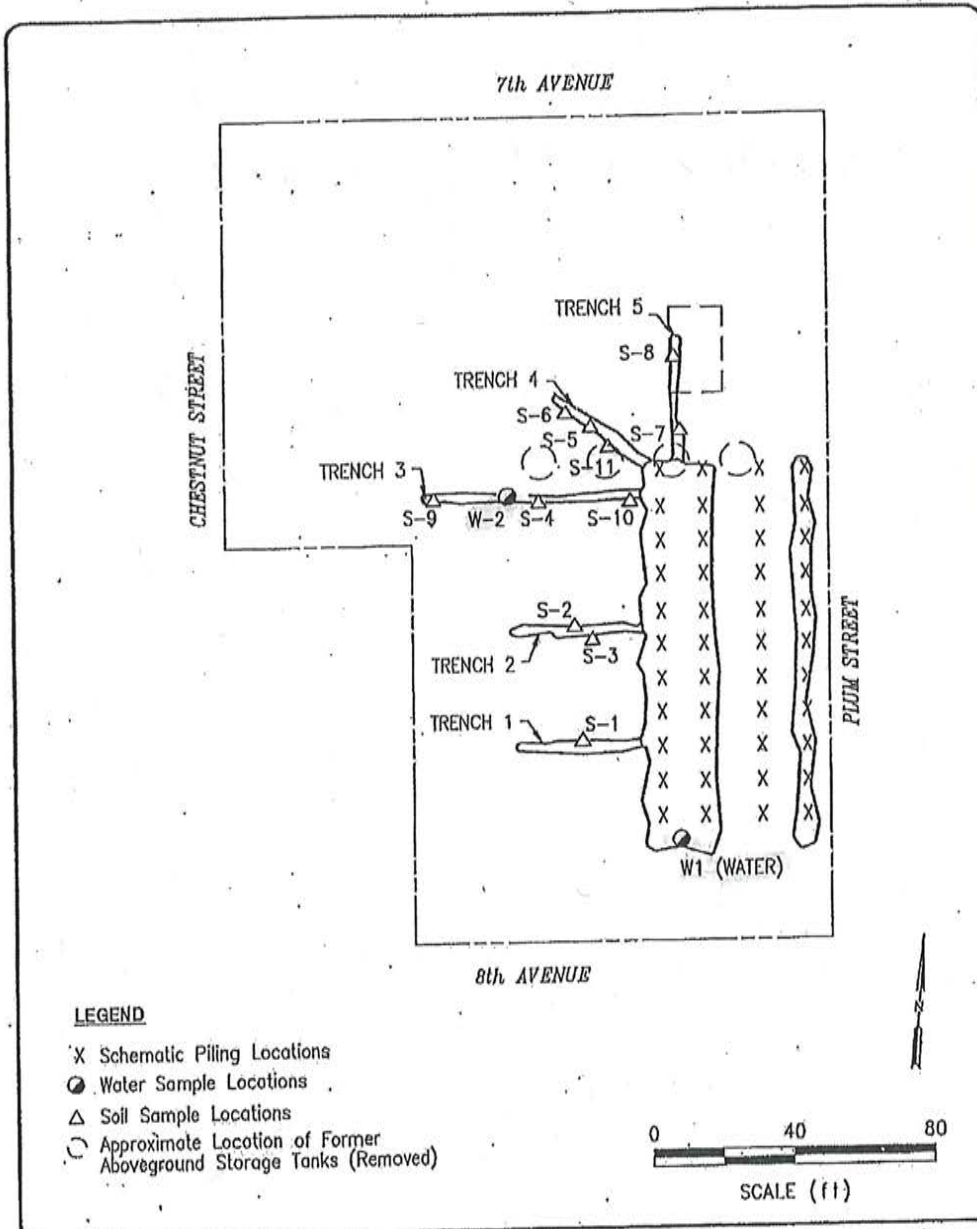 7th AVENUE
TRENCH 5
S-8
TRENCH 4
S-6
S-5
S-7
S-11
CHESTNUT STREET
TRENCH 3
S-9
W-2
S-4
S-10
S-2
S-3
TRENCH 2
PLUM STREET
TRENCH 1
S-1
W1 (WATER)
8th AVENUE
N
LEGEND
X Schematic Piling Locations
Water Sample Locations
Soil Sample Locations
Approximate Location of Former
Aboveground Storage Tanks (Removed)
0 40 80
SCALE (ft)